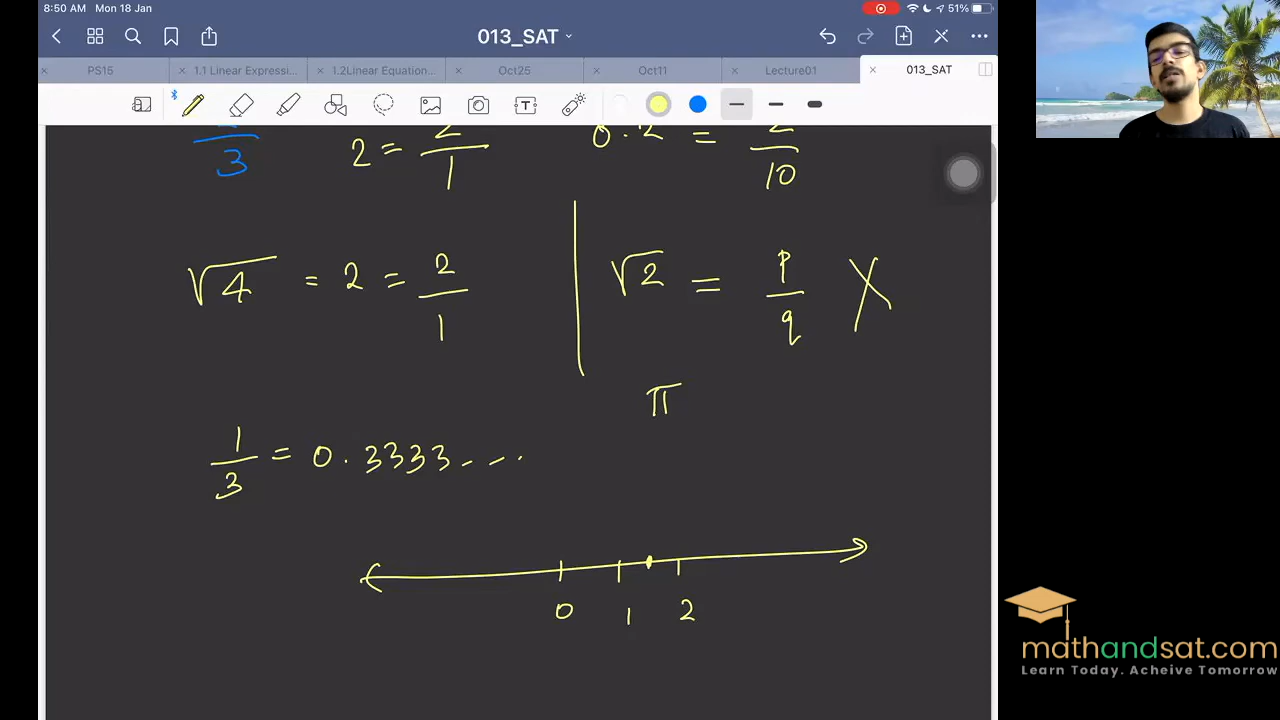 8:50 AM Mon 18 Jan 51%
013_SAT
PS15 1.1 Linear Expressi... 1.2Linear Equation... Oct25 Oct11 Lecture01 013_SAT
T
3 2 = 2/1 0.2 = 2/10
√4 = 2 = 2/1 √2 = p/q X
π
1/3 = 0.3333...
0 1 2
mathandsat.com
Learn Today. Acheive Tomorrow